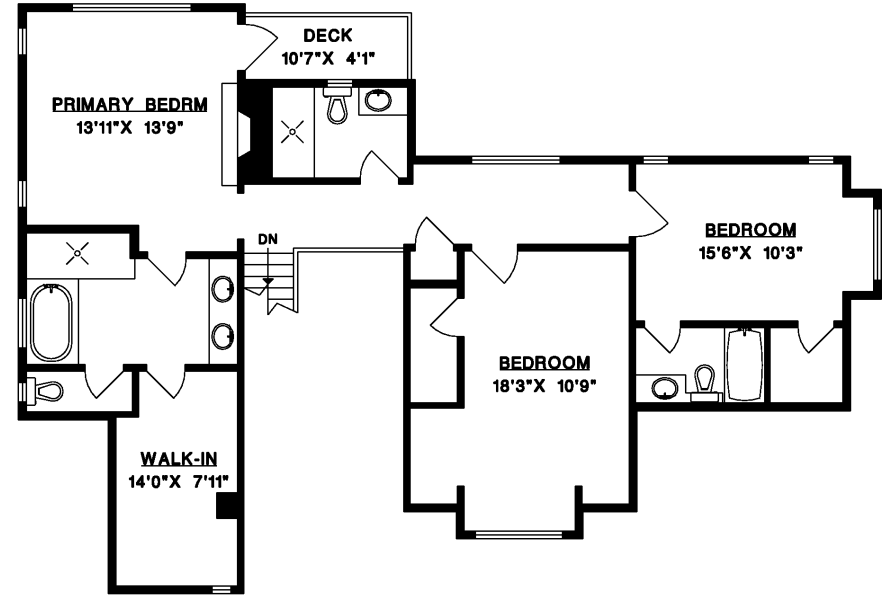 DECK
10'7"X 4'1"
PRIMARY BEDRM
13'11"X 13'9"
DN
BEDROOM
15'6"X 10'3"
BEDROOM
18'3"X 10'9"
WALK-IN
14'0"X 7'11"